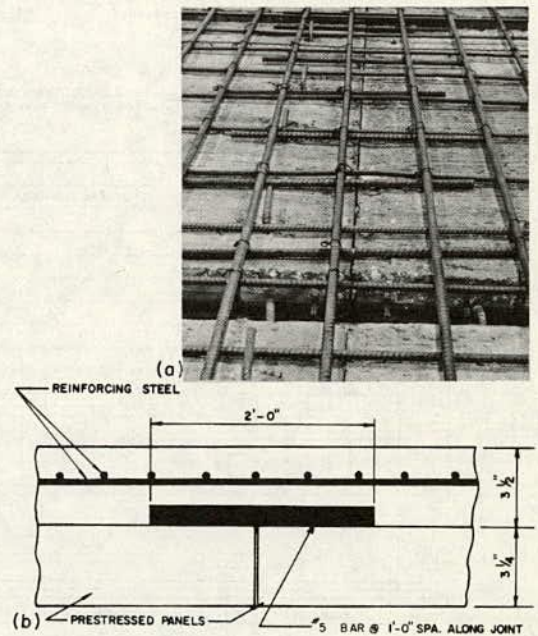 (a)
REINFORCING STEEL
2'-0"
3 1/2"
3 1/4"
(b)
PRESTRESSED PANELS
#5 BAR @ 1'-0" SPA. ALONG JOINT